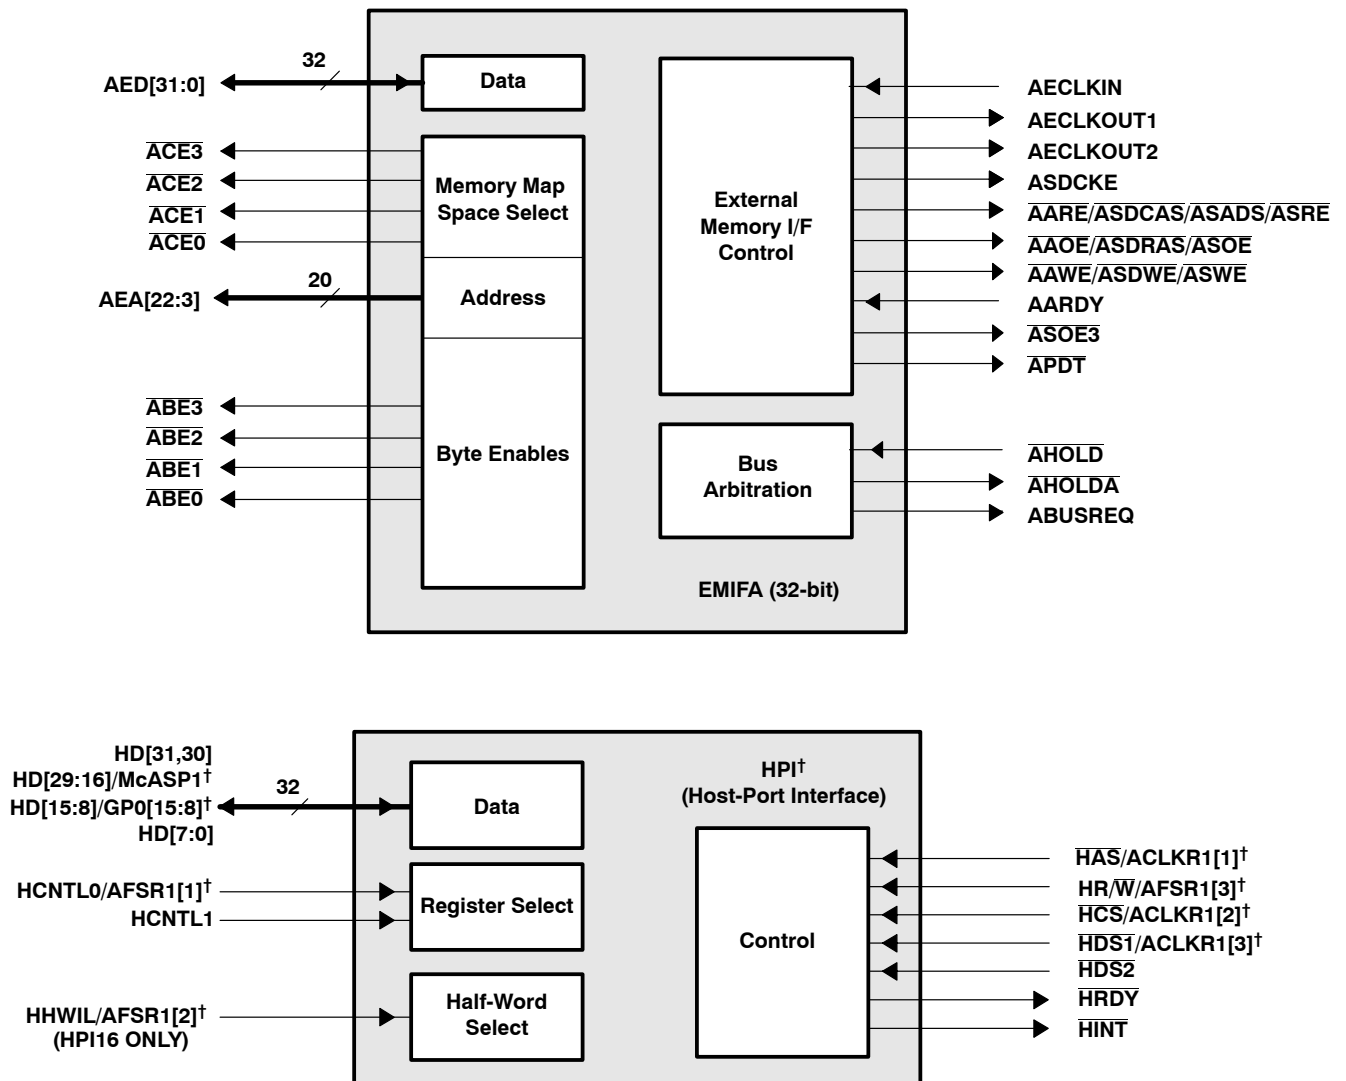 32
AED[31:0]
Data
ACE3
ACE2
ACE1
ACE0
Memory Map
Space Select
20
AEA[22:3]
Address
ABE3
ABE2
ABE1
ABE0
Byte Enables
External
Memory I/F
Control
AECLKIN
AECLKOUT1
AECLKOUT2
ASDCKE
AARE/ASDCAS/ASADS/ASRE
AAOE/ASDRAS/ASOE
AAWE/ASDWE/ASWE
AARDY
ASOE3
APDT
Bus
Arbitration
AHOLD
AHOLDA
ABUSREQ
EMIFA (32-bit)
HD[31,30]
HD[29:16]/McASP1†
HD[15:8]/GP0[15:8]†
HD[7:0]
32
Data
HPI†
(Host-Port Interface)
HCNTL0/AFSR1[1]†
HCNTL1
Register Select
HHWIL/AFSR1[2]†
(HPI16 ONLY)
Half-Word
Select
Control
HAS/ACLKR1[1]†
HR/W/AFSR1[3]†
HCS/ACLKR1[2]†
HDS1/ACLKR1[3]†
HDS2
HRDY
HINT